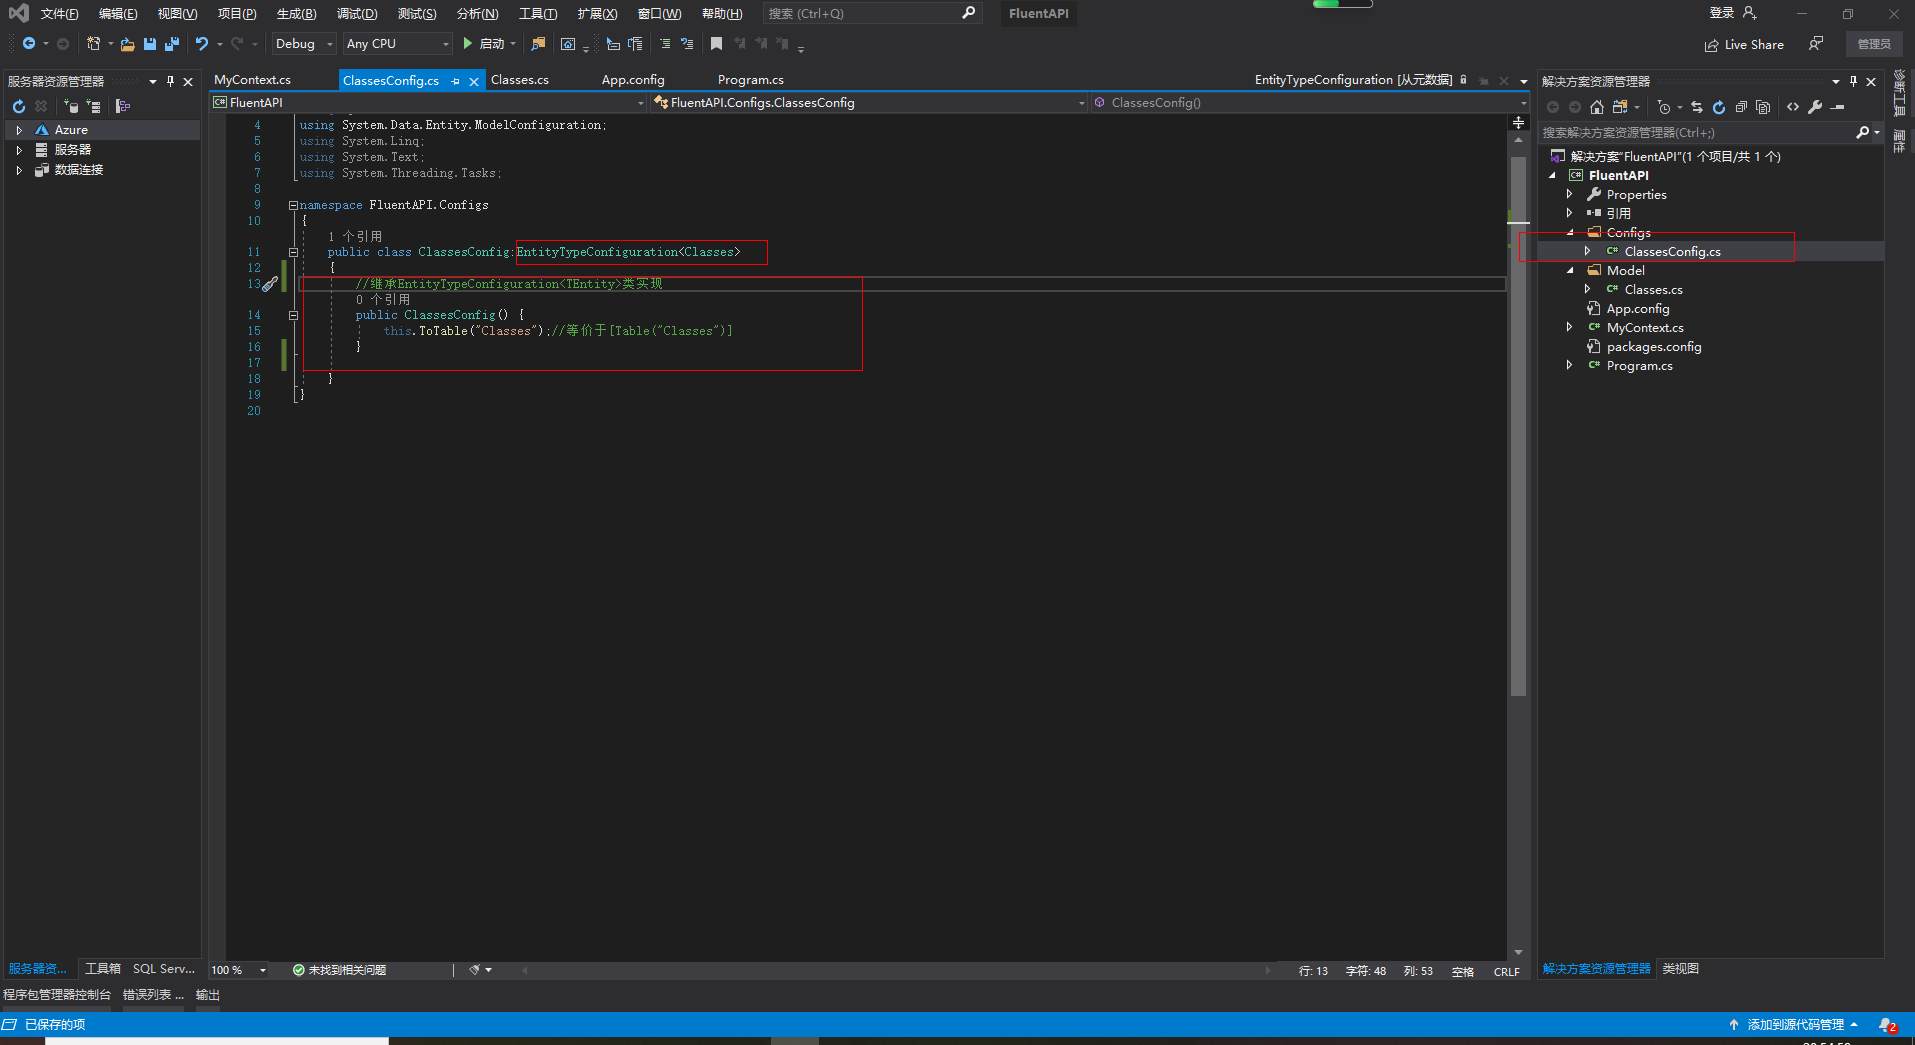 文件(F) 编辑(E) 视图(V) 项目(P) 生成(B) 调试(D) 测试(S) 分析(N) 工具(T) 扩展(X) 窗口(W) 帮助(H) 搜索 (Ctrl+Q) FluentAPI 登录
Debug Any CPU 启动 Live Share 管理员
服务器资源管理器
Azure
服务器
数据连接
MyContext.cs ClassesConfig.cs Classes.cs App.config Program.cs EntityTypeConfiguration [从元数据]
FluentAPI FluentAPI.Configs.ClassesConfig ClassesConfig()
4 using System.Data.Entity.ModelConfiguration;
5 using System.Linq;
6 using System.Text;
7 using System.Threading.Tasks;
8
9 namespace FluentAPI.Configs
10 {
1 个引用
11 public class ClassesConfig:EntityTypeConfiguration<Classes>
12 {
13 //继承EntityTypeConfiguration<TEntity>类实现
0 个引用
14 public ClassesConfig() {
15 this.ToTable("Classes");//等价于[Table("Classes")]
16 }
17
18 }
19 }
20
解决方案资源管理器
搜索解决方案资源管理器(Ctrl+;)
解决方案"FluentAPI"(1 个项目/共 1 个)
FluentAPI
Properties
引用
Configs
ClassesConfig.cs
Model
Classes.cs
App.config
MyContext.cs
packages.config
Program.cs
诊断工具
属性
服务器资... 工具箱 SQL Serv...
100 % 未找到相关问题 行: 13 字符: 48 列: 53 空格 CRLF
解决方案资源管理器 类视图
程序包管理器控制台 错误列表 ... 输出
已保存的项 添加到源代码管理 2